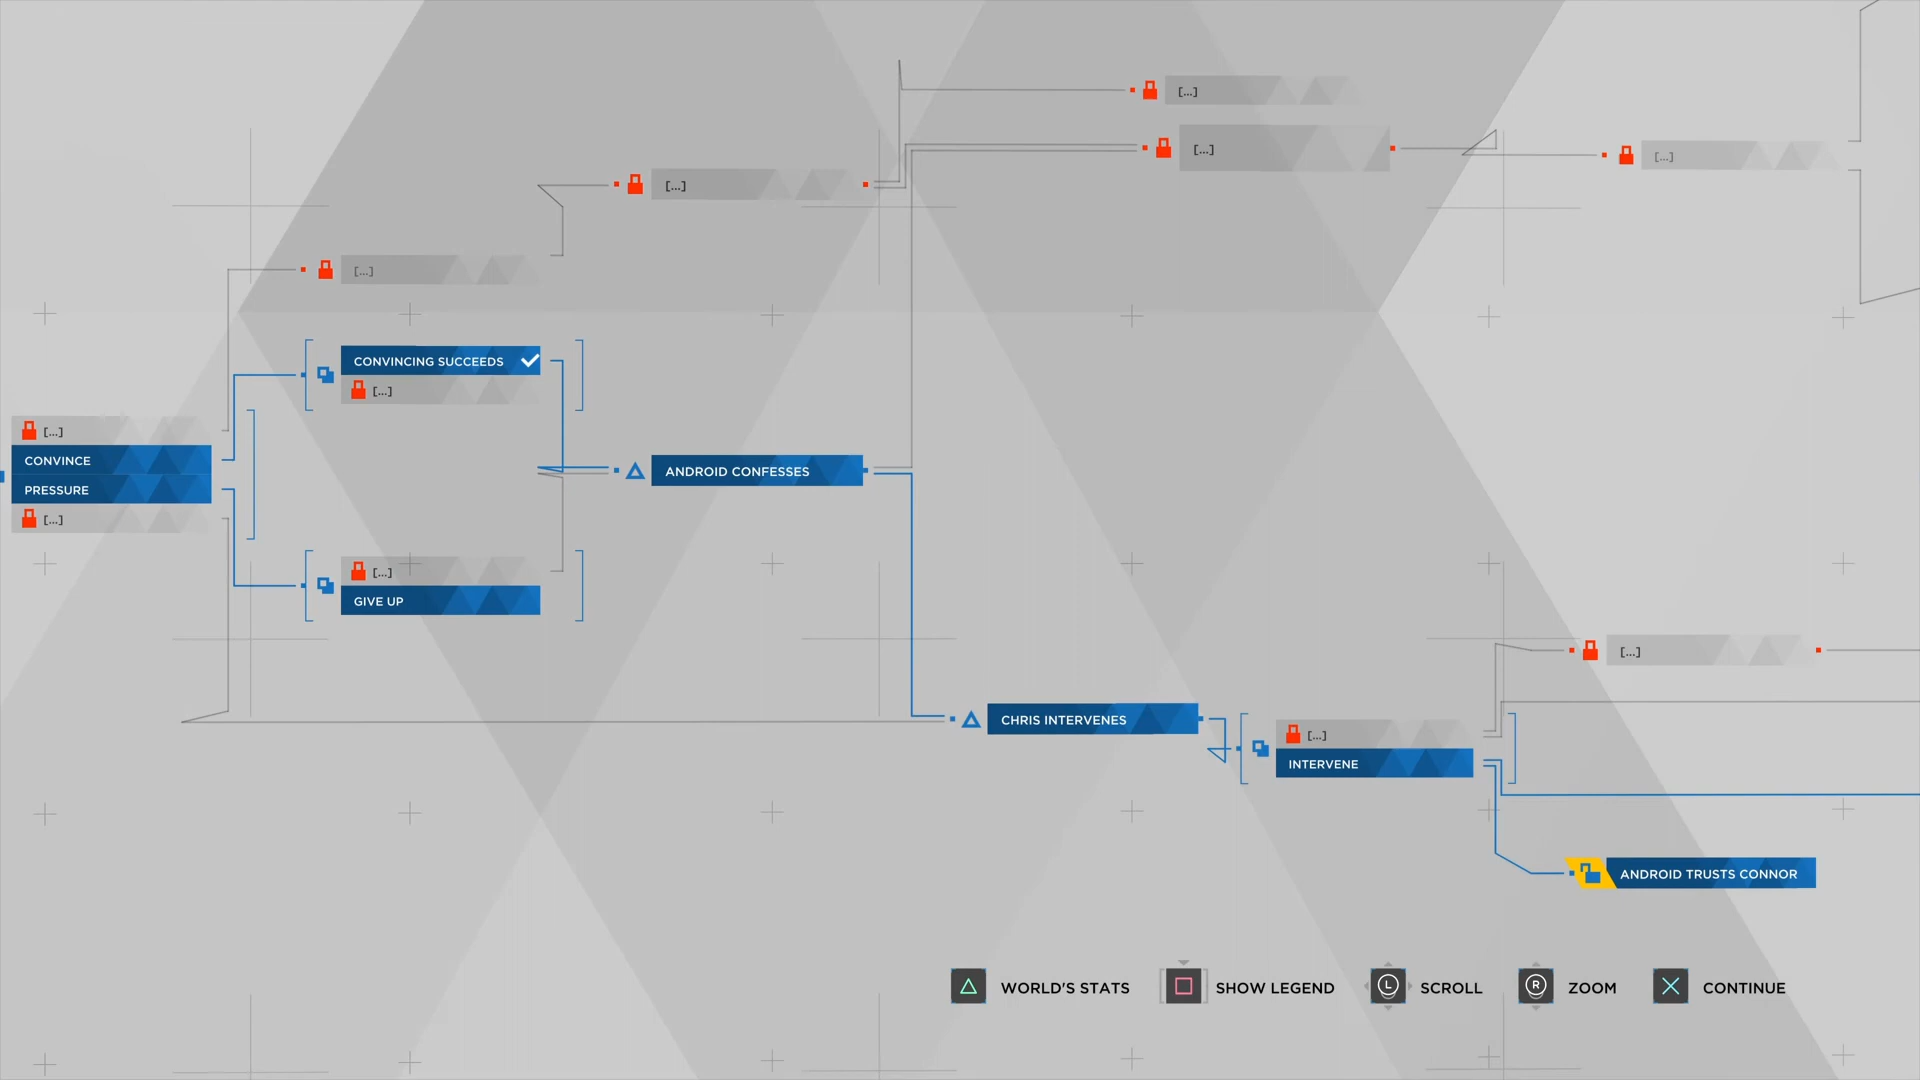 [...]
[...]
[...]
[...]
[...]
CONVINCING SUCCEEDS
[...]
[...]
CONVINCE
PRESSURE
[...]
ANDROID CONFESSES
[...]
GIVE UP
[...]
CHRIS INTERVENES
[...]
INTERVENE
ANDROID TRUSTS CONNOR
WORLD'S STATS
SHOW LEGEND
L
SCROLL
R
ZOOM
CONTINUE